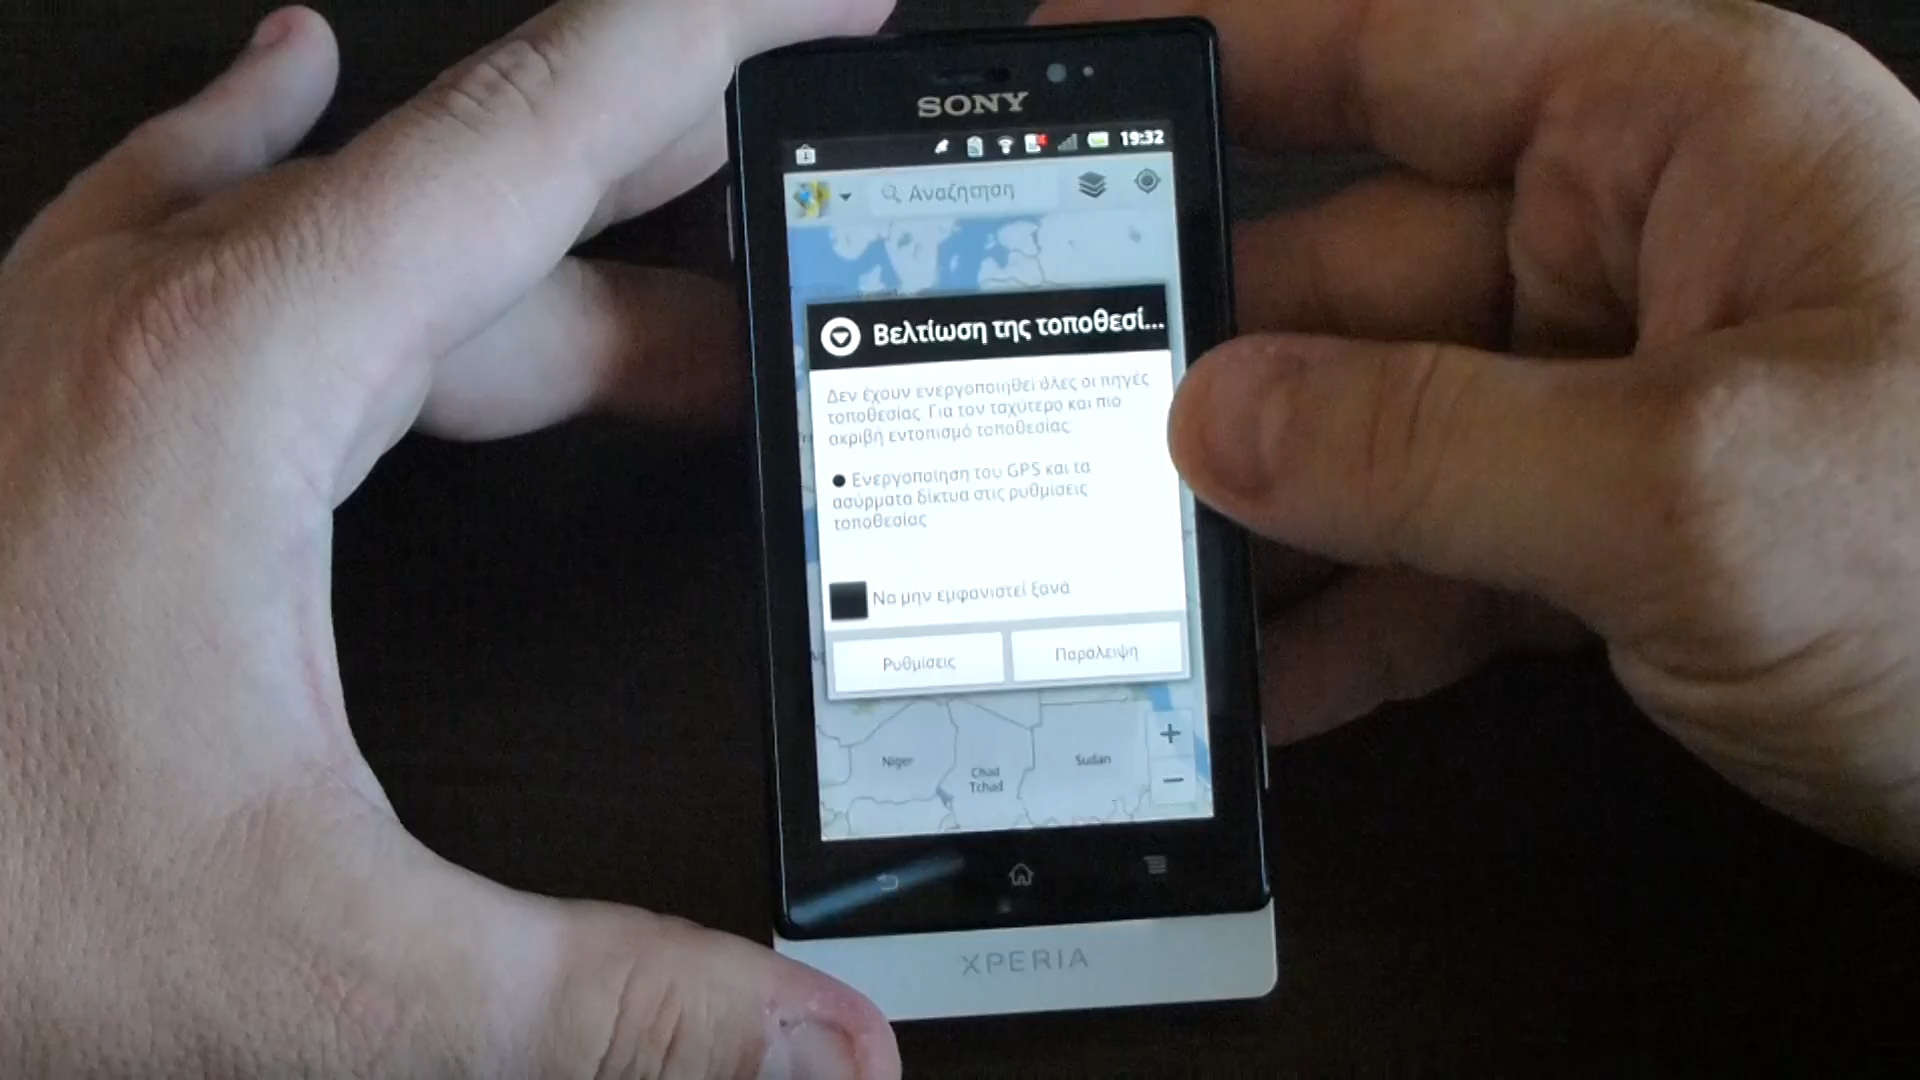 SONY
19:32
Αναζήτηση
Βελτίωση της τοποθεσί...
Δεν έχουν ενεργοποιηθεί όλες οι πηγές
τοποθεσίας. Για τον ταχύτερο και πιο
ακριβή εντοπισμό τοποθεσίας:
● Ενεργοποίηση του GPS και τα
ασύρματα δίκτυα στις ρυθμίσεις
τοποθεσίας
Να μην εμφανιστεί ξανά
Ρυθμίσεις
Παράλειψη
Niger
Chad
Tchad
Sudan
+
−
XPERIA